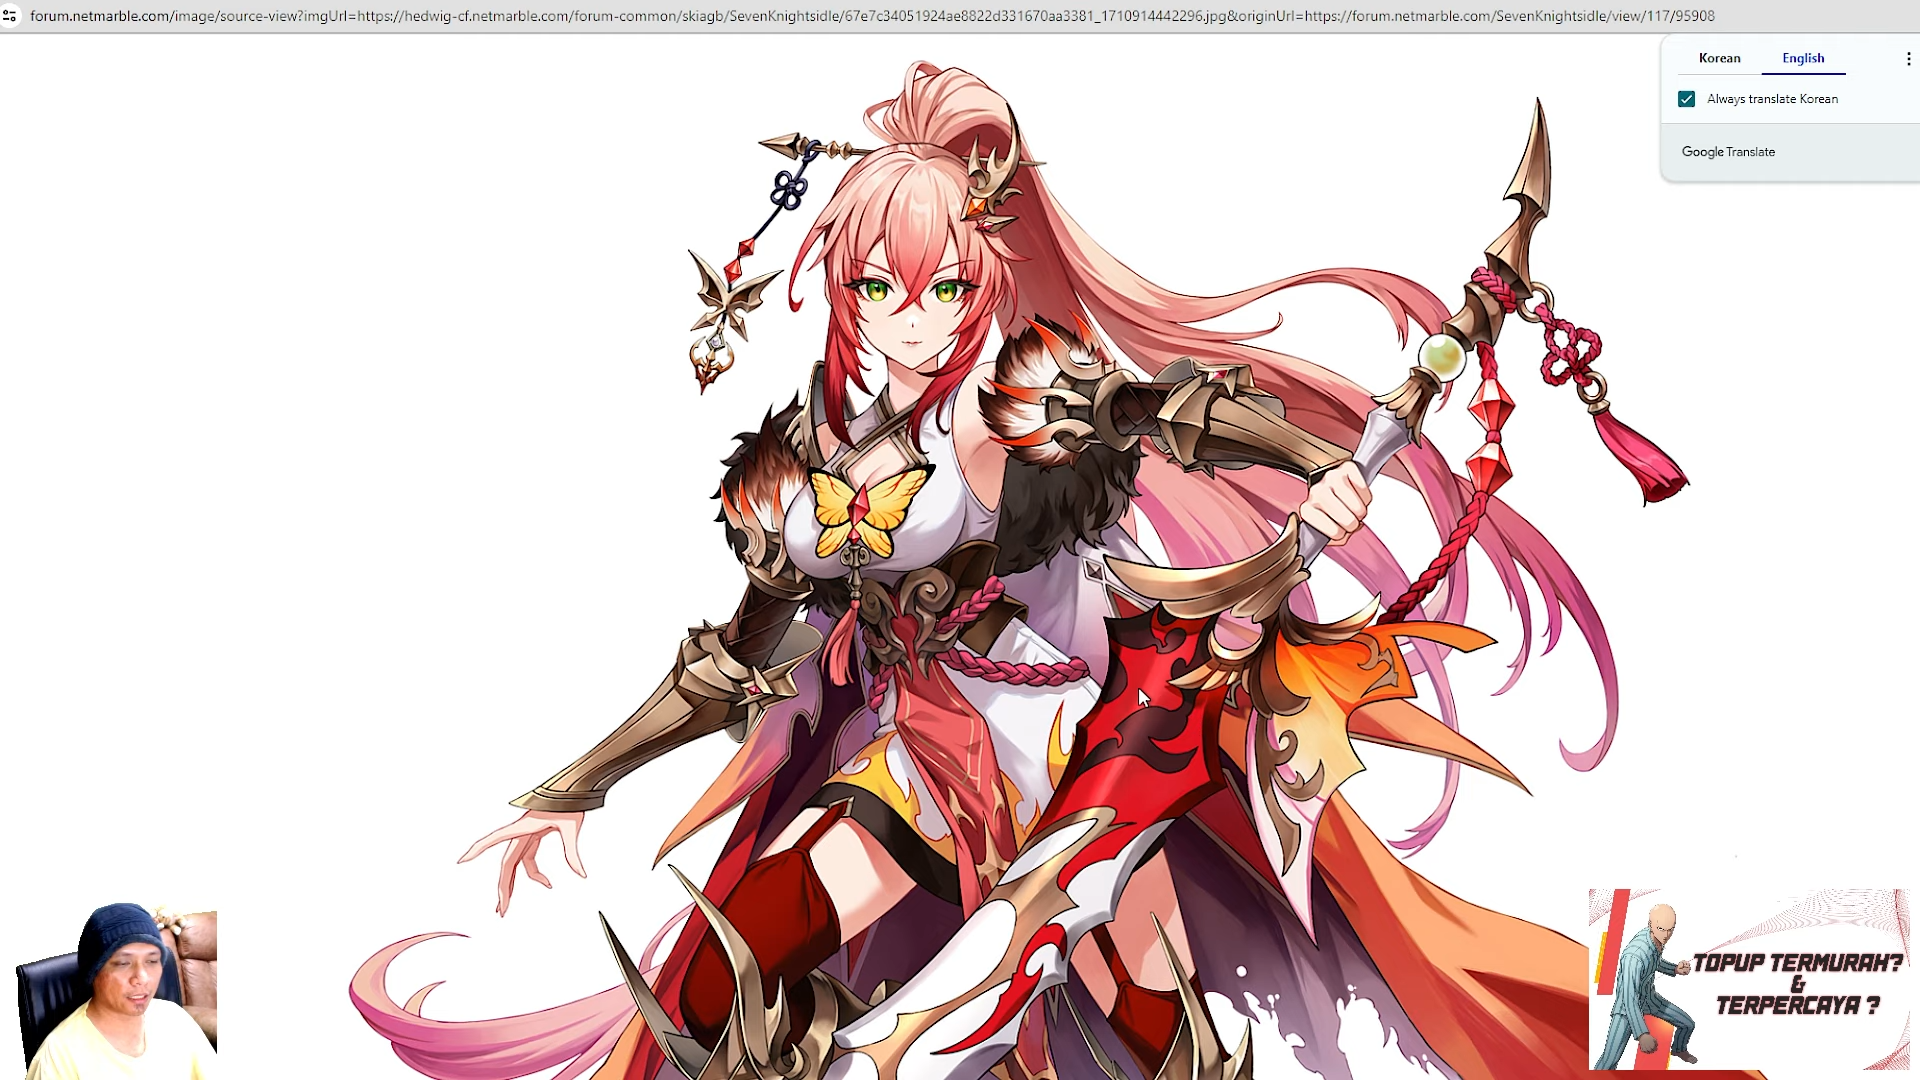 forum.netmarble.com/image/source-view?imgUrl=https://hedwig-cf.netmarble.com/forum-common/skiagb/SevenKnightsidle/67e7c34051924ae8822d331670aa3381_1710914442296.jpg&originUrl=https://forum.netmarble.com/SevenKnightsidle/view/117/95908
Korean English
Always translate Korean
Google Translate
TOPUP TERMURAH?
&
TERPERCAYA ?